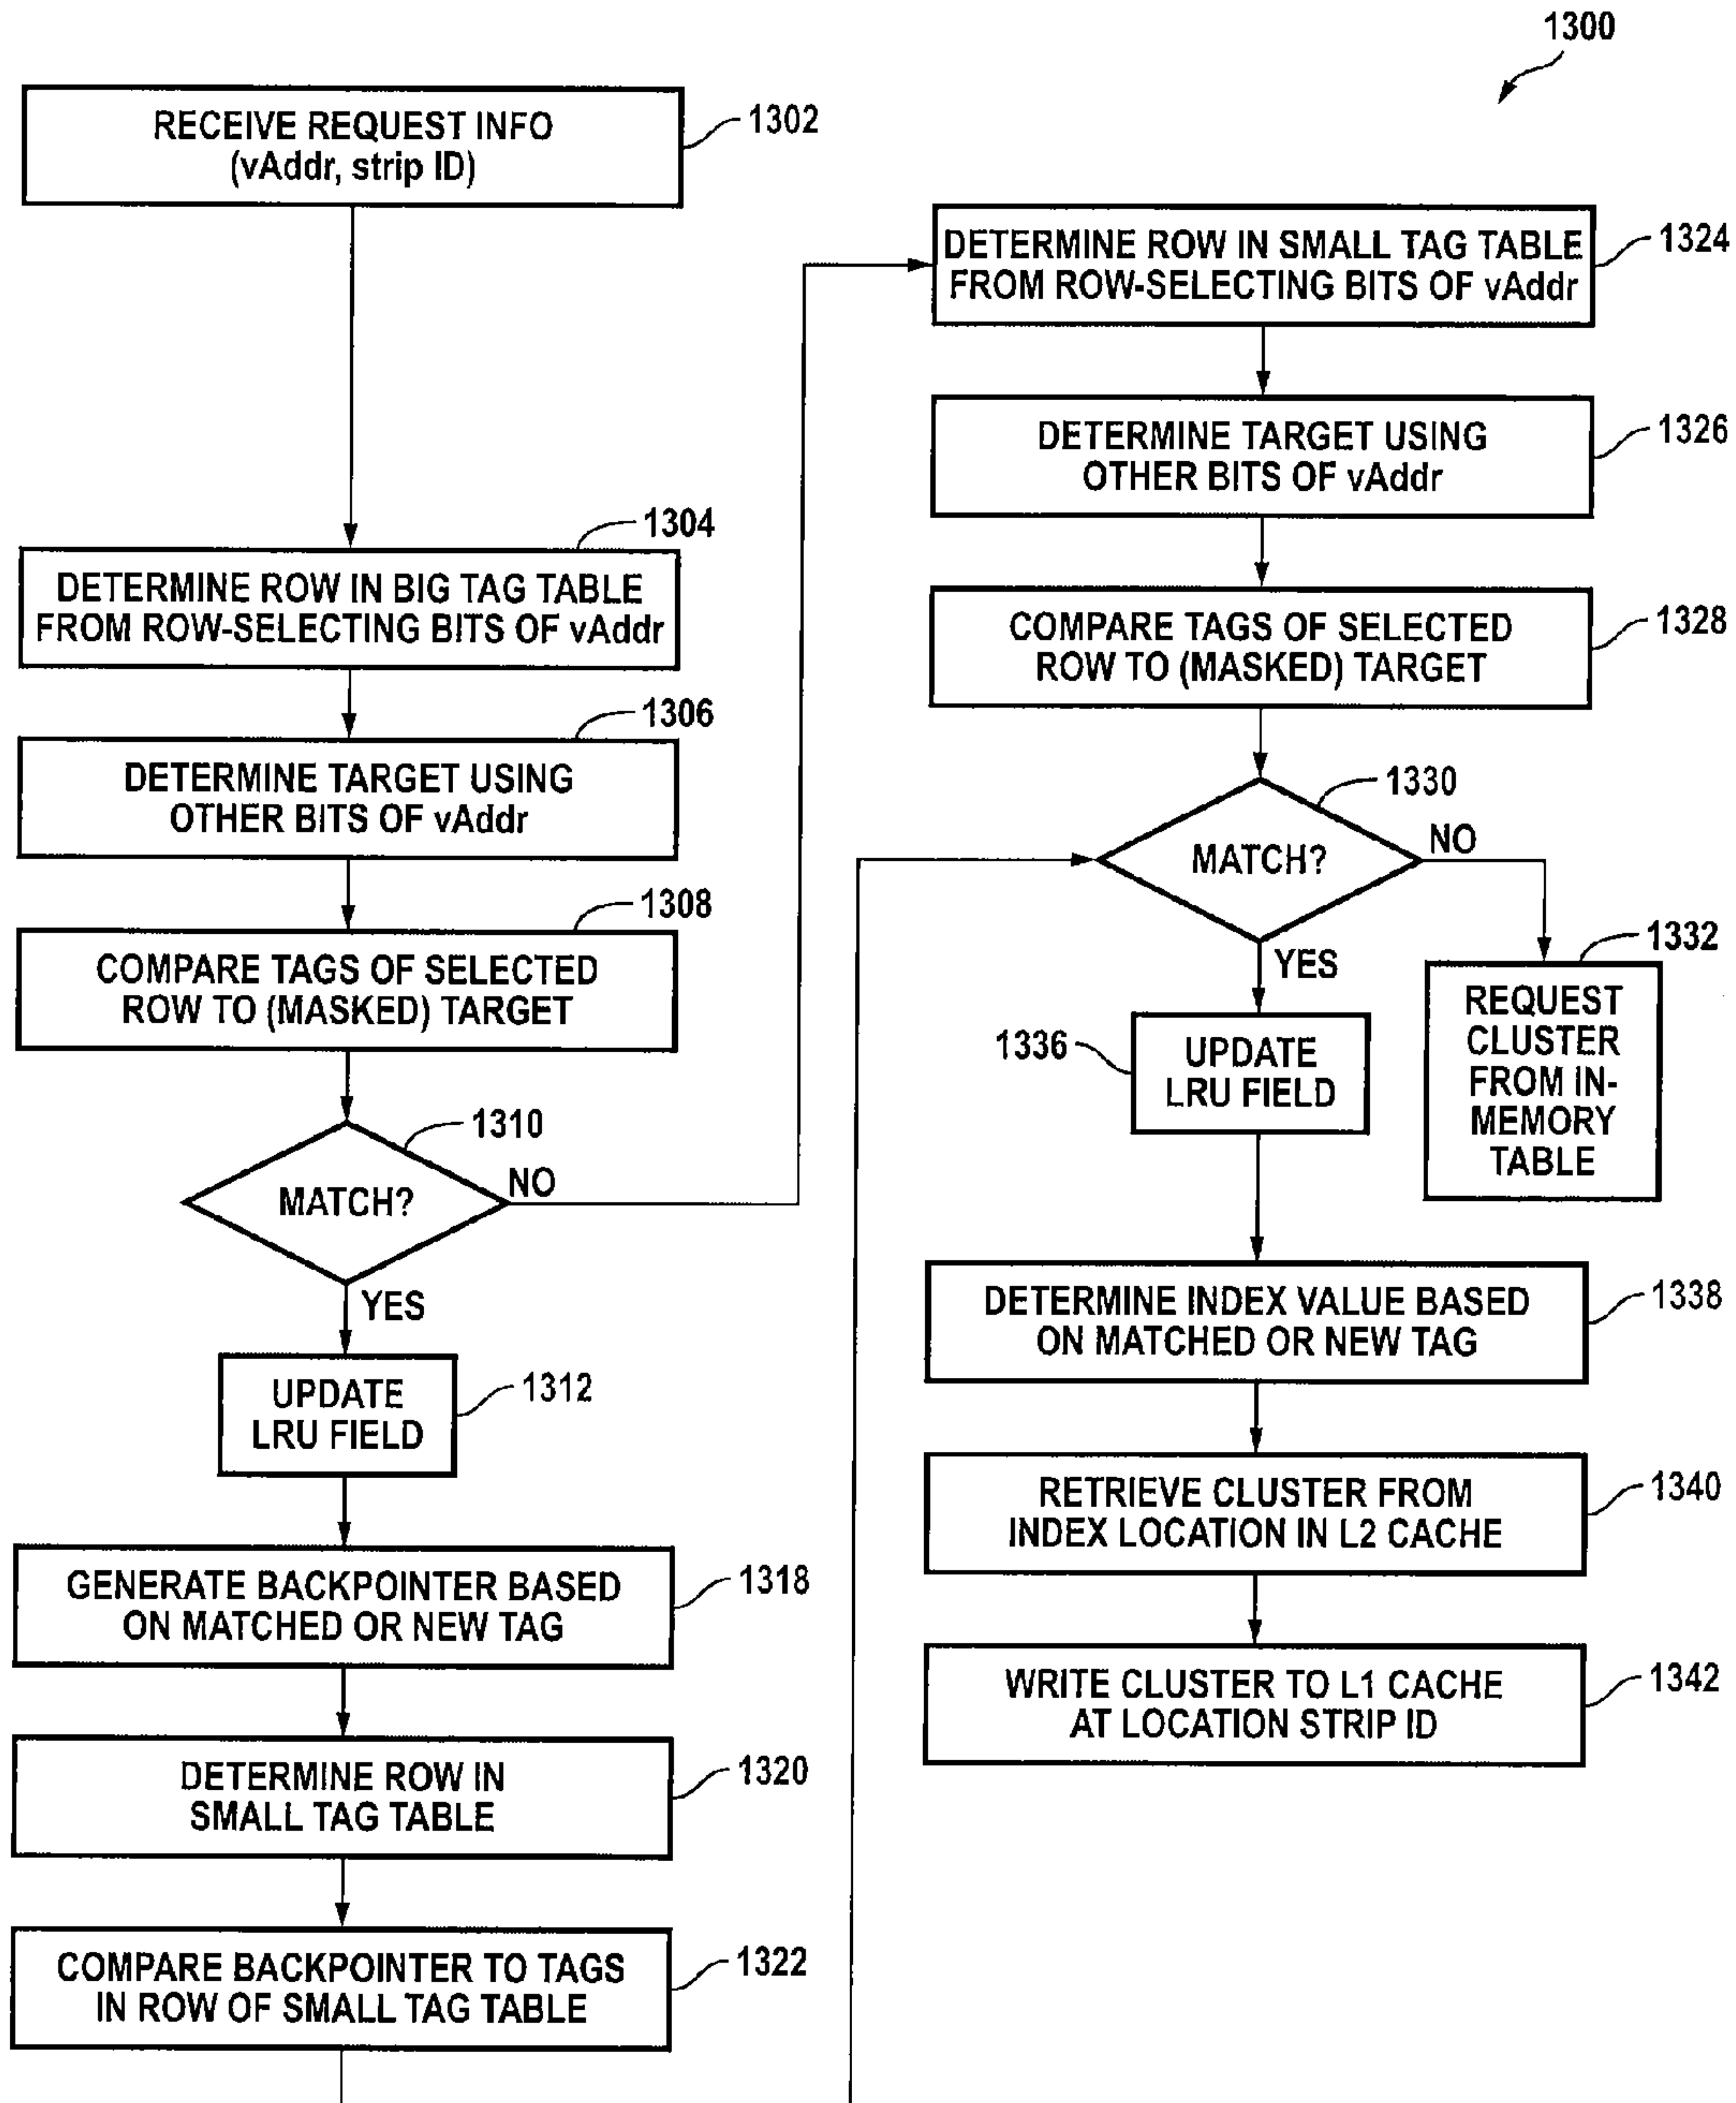 1300
RECEIVE REQUEST INFO
(vAddr, strip ID)
1302
1304
DETERMINE ROW IN BIG TAG TABLE
FROM ROW-SELECTING BITS OF vAddr
1306
DETERMINE TARGET USING
OTHER BITS OF vAddr
1308
COMPARE TAGS OF SELECTED
ROW TO (MASKED) TARGET
1310
MATCH?
NO
YES
UPDATE
LRU FIELD
1312
GENERATE BACKPOINTER BASED
ON MATCHED OR NEW TAG
1318
DETERMINE ROW IN
SMALL TAG TABLE
1320
COMPARE BACKPOINTER TO TAGS
IN ROW OF SMALL TAG TABLE
1322
DETERMINE ROW IN SMALL TAG TABLE
FROM ROW-SELECTING BITS OF vAddr
1324
DETERMINE TARGET USING
OTHER BITS OF vAddr
1326
COMPARE TAGS OF SELECTED
ROW TO (MASKED) TARGET
1328
1330
MATCH?
NO
YES
1332
REQUEST
CLUSTER
FROM IN-
MEMORY
TABLE
1336
UPDATE
LRU FIELD
DETERMINE INDEX VALUE BASED
ON MATCHED OR NEW TAG
1338
RETRIEVE CLUSTER FROM
INDEX LOCATION IN L2 CACHE
1340
WRITE CLUSTER TO L1 CACHE
AT LOCATION STRIP ID
1342